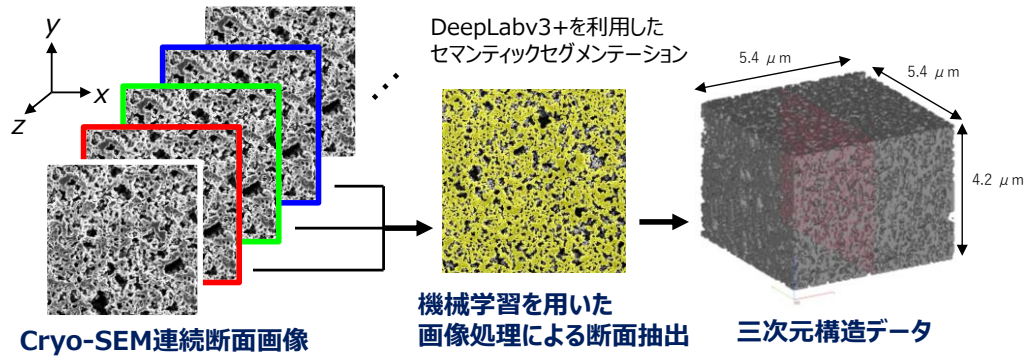 y
x
z
DeepLabv3+を利用した
セマンティックセグメンテーション
5.4 μm
5.4 μm
4.2 μm
Cryo-SEM連続断面画像
機械学習を用いた
画像処理による断面抽出
三次元構造データ